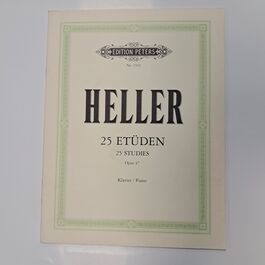 EDITION PETERS
HELLER
25 ETÜDEN
25 STUDIES
Opus 47
Klavier / Piano